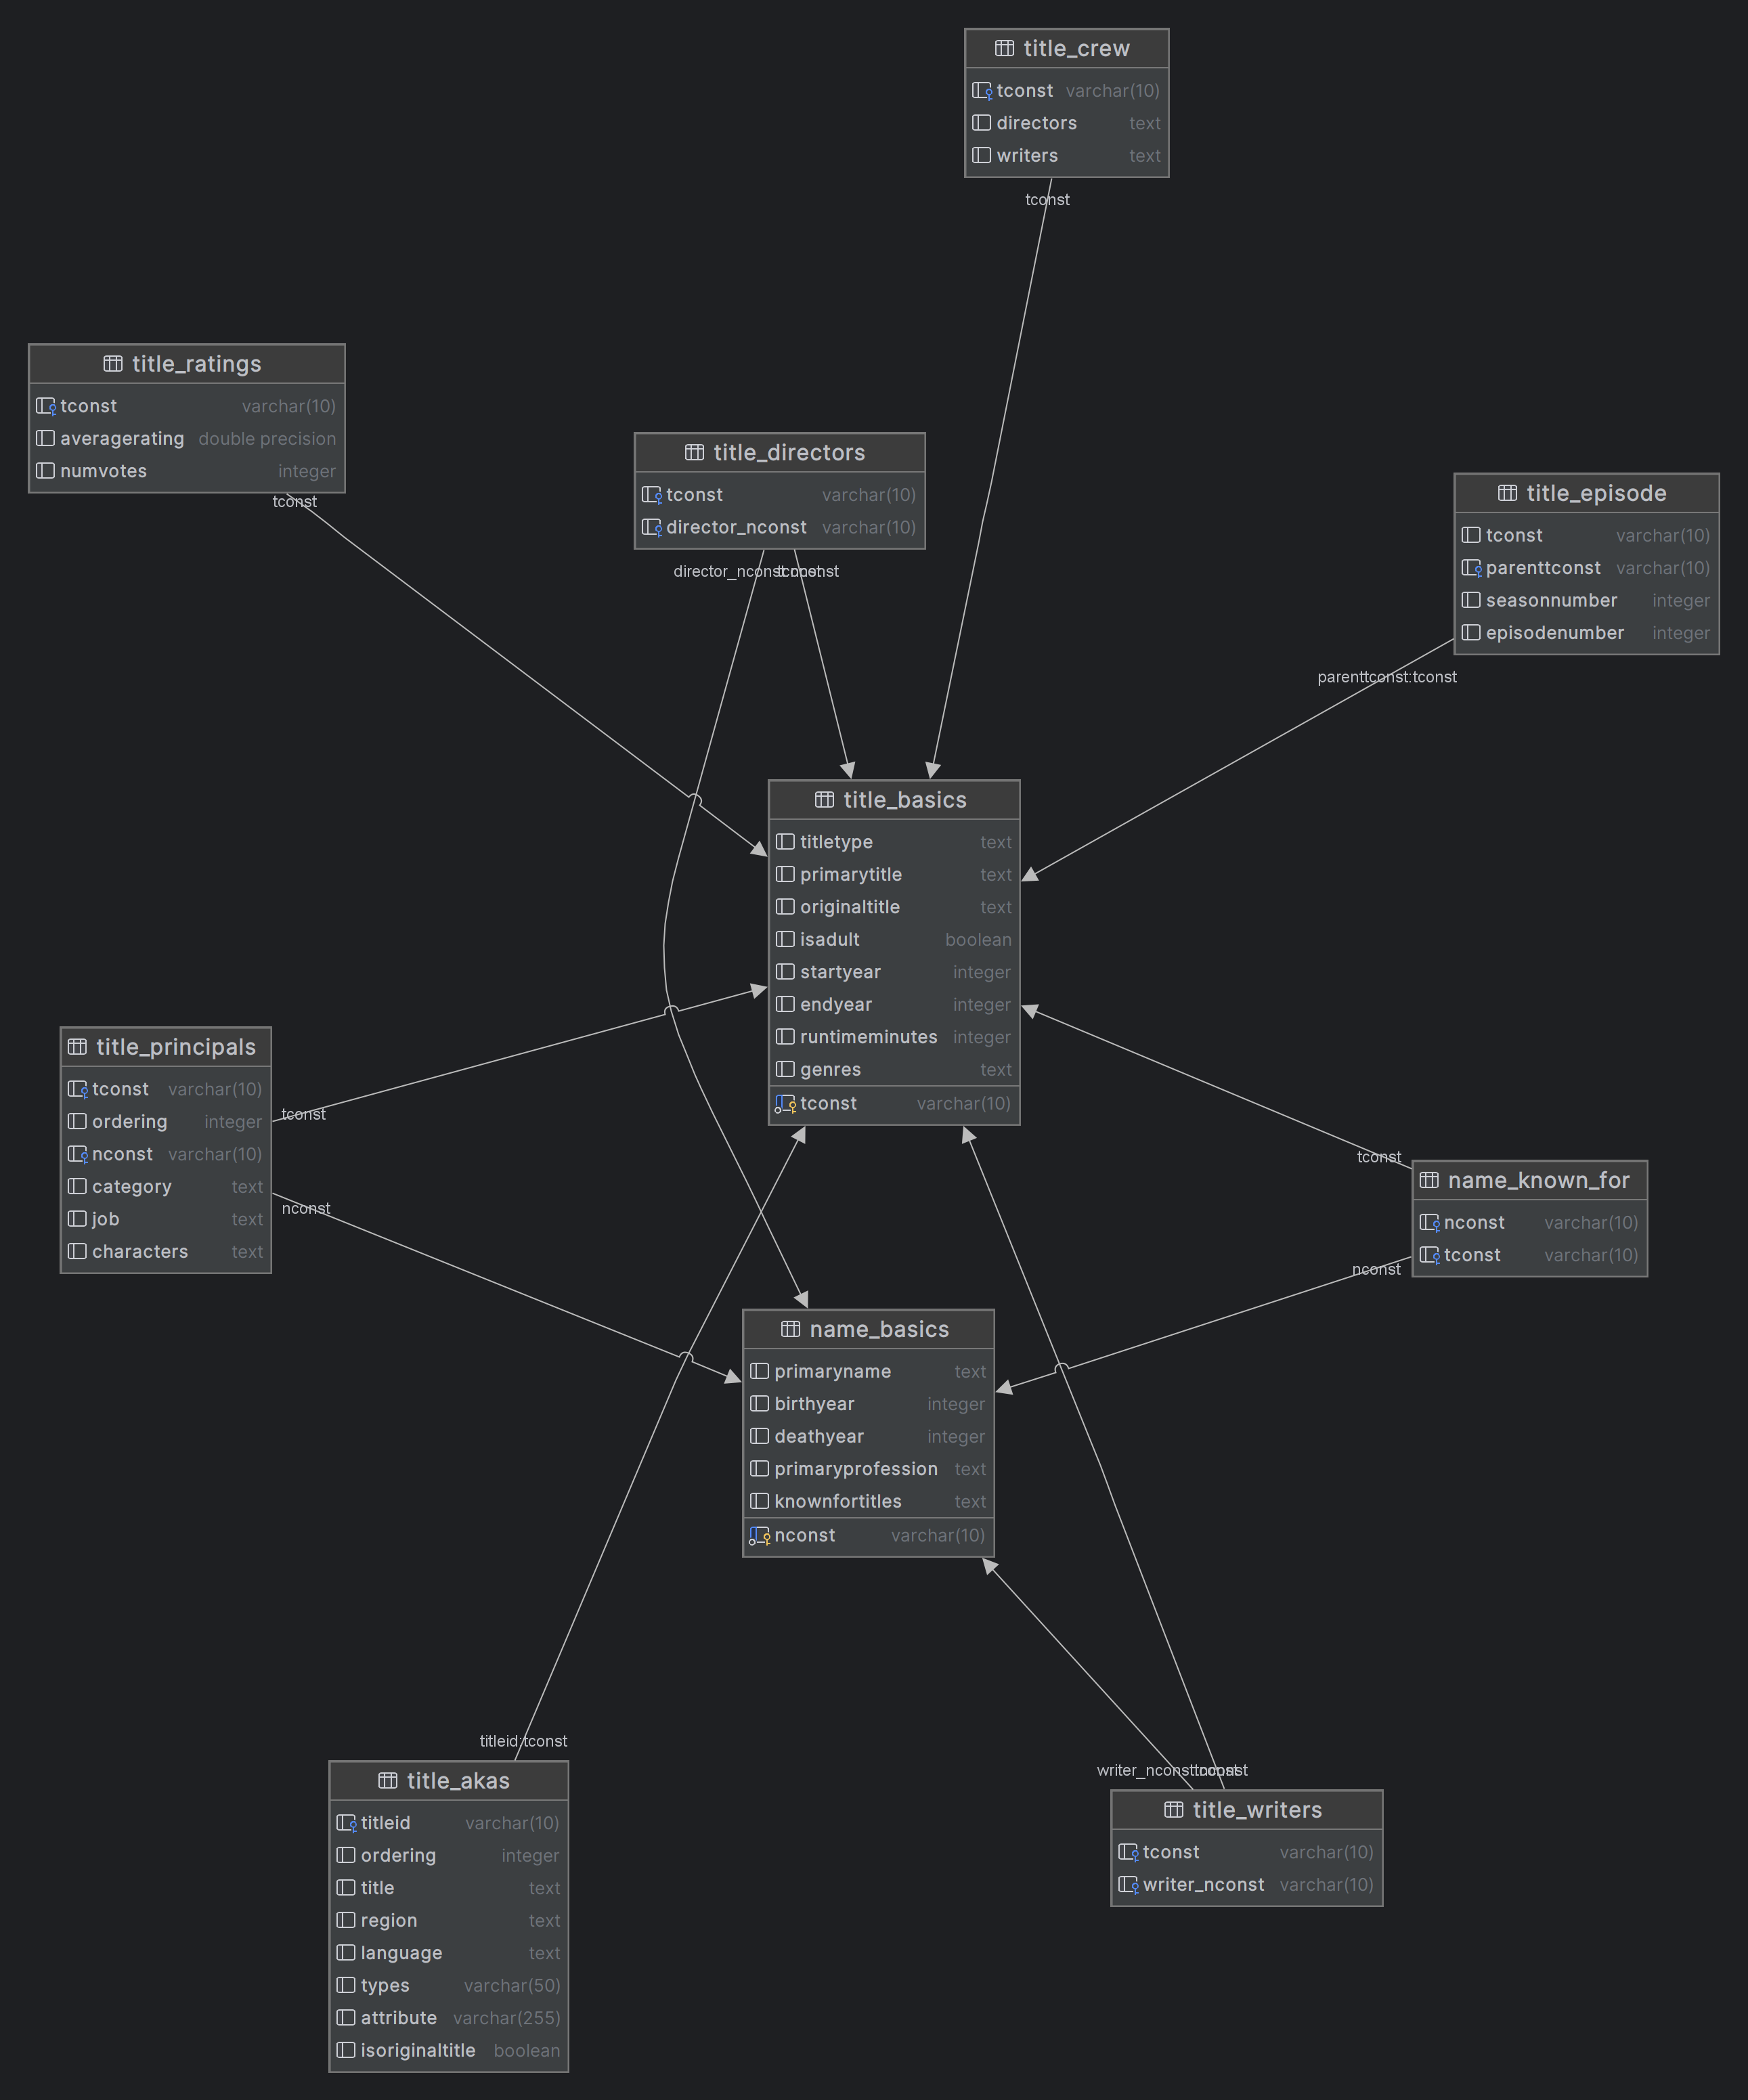 title_crew
tconst varchar(10)
directors text
writers text
tconst
title_ratings
tconst varchar(10)
averagerating double precision
numvotes integer
tconst
title_directors
tconst varchar(10)
director_nconst varchar(10)
director_nconst:nconst
tconst
title_episode
tconst varchar(10)
parenttconst varchar(10)
seasonnumber integer
episodenumber integer
parenttconst:tconst
title_basics
titletype text
primarytitle text
originaltitle text
isadult boolean
startyear integer
endyear integer
runtimeminutes integer
genres text
tconst varchar(10)
title_principals
tconst varchar(10)
ordering integer
nconst varchar(10)
category text
job text
characters text
tconst
nconst
name_known_for
nconst varchar(10)
tconst varchar(10)
tconst
nconst
name_basics
primaryname text
birthyear integer
deathyear integer
primaryprofession text
knownfortitles text
nconst varchar(10)
titleid:tconst
title_akas
titleid varchar(10)
ordering integer
title text
region text
language text
types varchar(50)
attribute varchar(255)
isoriginaltitle boolean
writer_nconst:nconst
tconst
title_writers
tconst varchar(10)
writer_nconst varchar(10)